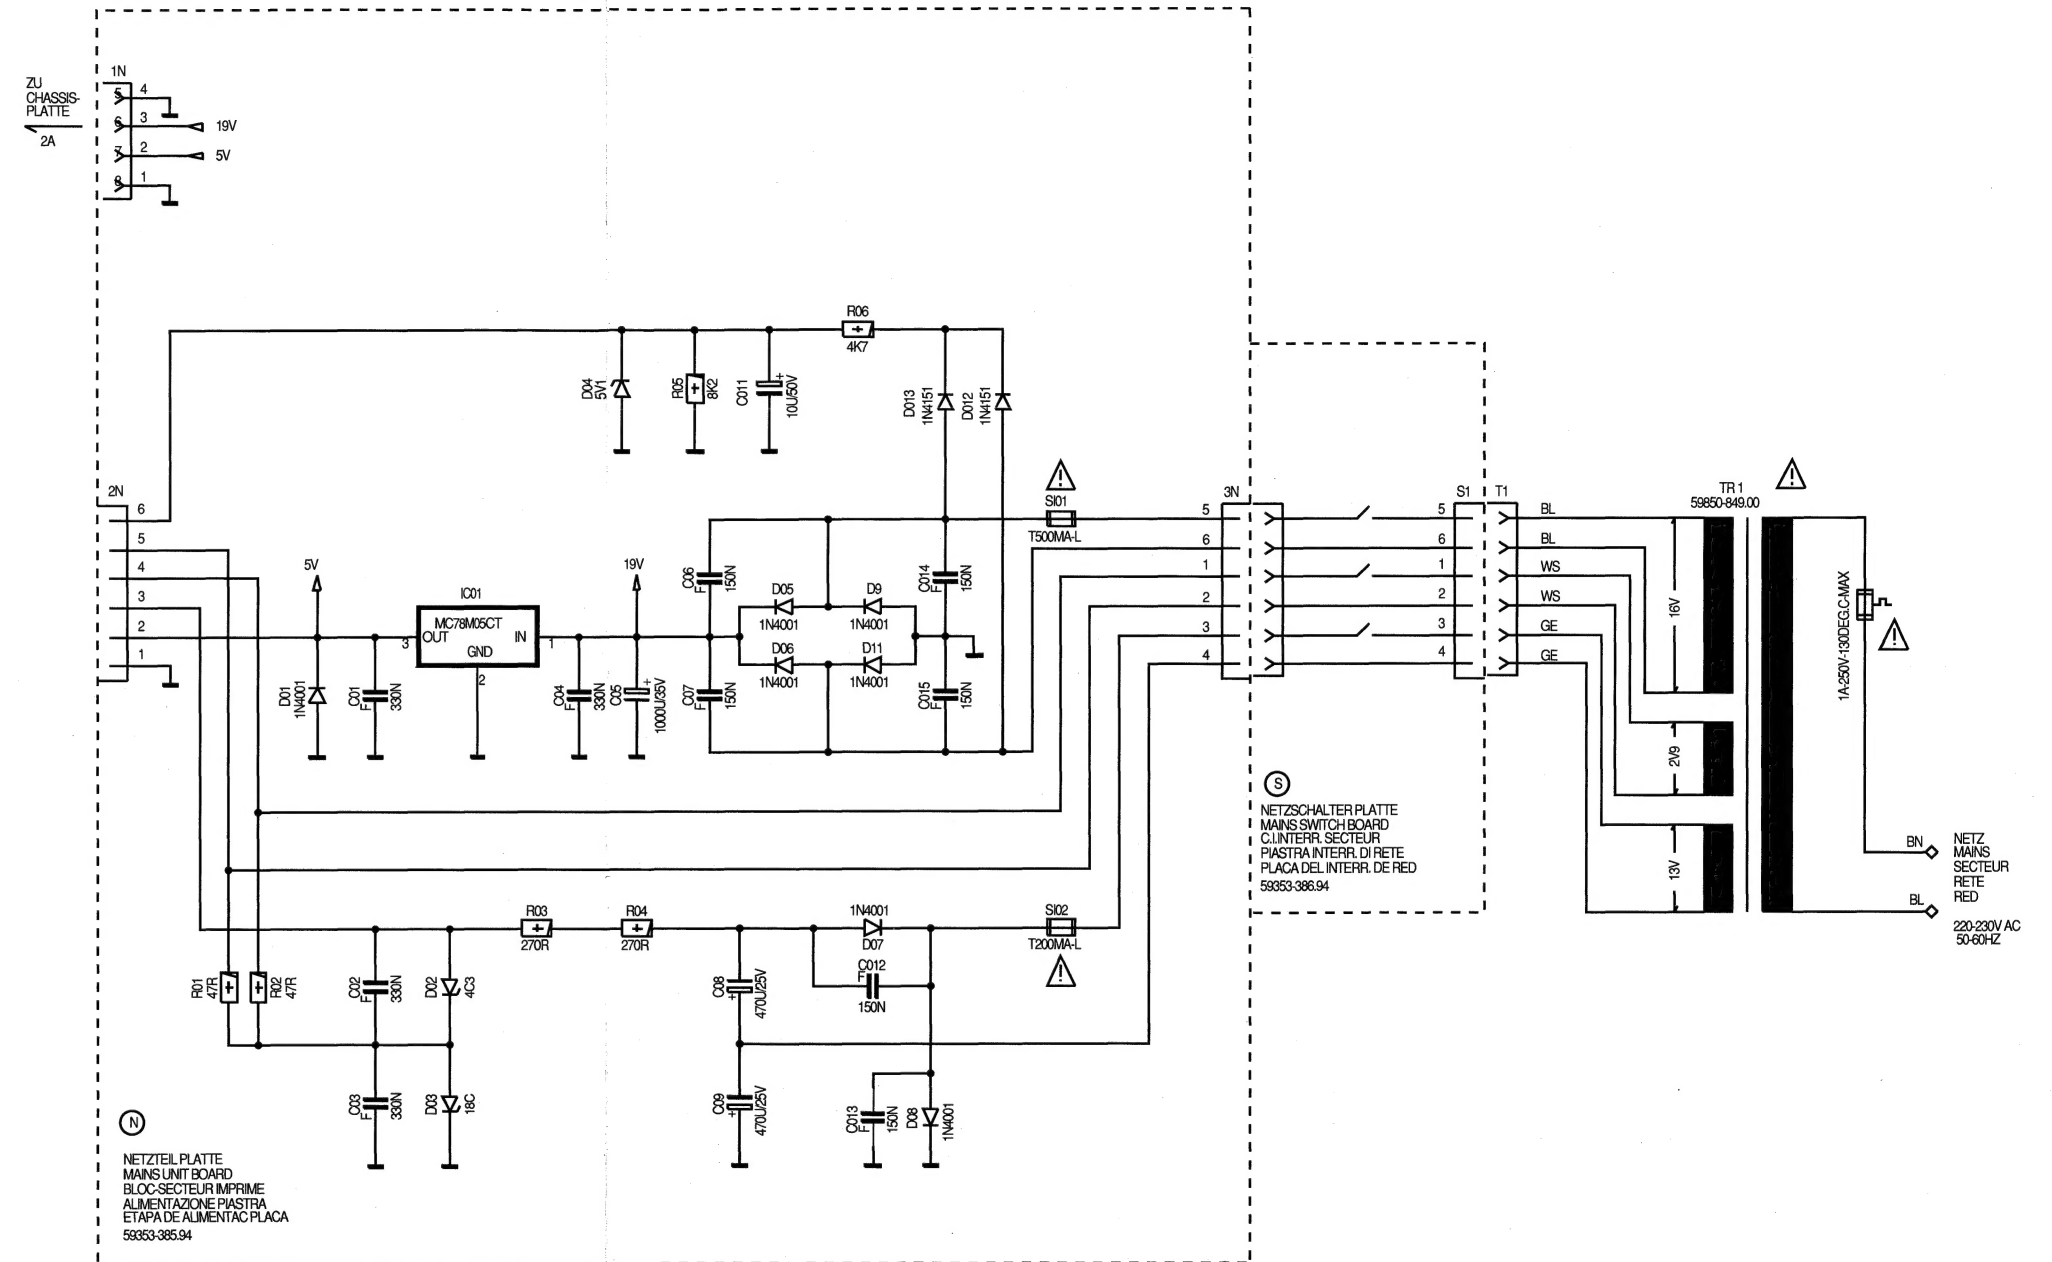 ZU
CHASSIS-
PLATTE
2A
1N
5
4
6
3
19V
7
2
5V
8
1
R06
4K7
D04
5V1
R05
8K2
C011
10U/50V
D013
1N4151
D012
1N4151
2N
6
5
4
3
2
1
5V
D01
1N4001
C01
F
330N
IC01
MC78M05CT
OUT
IN
GND
3
1
2
19V
C04
F
330N
C05
1000U/35V
C06
F
150N
C07
F
150N
D05
1N4001
D9
1N4001
D06
1N4001
D11
1N4001
C014
F
150N
C015
F
150N
SI01
T500MA-L
3N
5
6
1
2
3
4
S1
5
6
1
2
3
4
T1
BL
BL
WS
WS
GE
GE
TR 1
59850-849.00
16V
2V9
13V
1A-250V-130DEG.C-MAX
BN
BL
NETZ
MAINS
SECTEUR
RETE
RED
220-230V AC
50-60HZ
S
NETZSCHALTER PLATTE
MAINS SWITCH BOARD
C.I.INTERR. SECTEUR
PIASTRA INTERR. DI RETE
PLACA DEL INTERR. DE RED
59353-386.94
R01
47R
R02
47R
C02
F
330N
D02
4C3
C03
F
330N
D03
18C
R03
270R
R04
270R
C08
470U/25V
C09
470U/25V
1N4001
D07
C012
F
150N
C013
F
150N
D08
1N4001
SI02
T200MA-L
N
NETZTEIL PLATTE
MAINS UNIT BOARD
BLOC-SECTEUR IMPRIME
ALIMENTAZIONE PIASTRA
ETAPA DE ALIMENTAC PLACA
59353-385.94